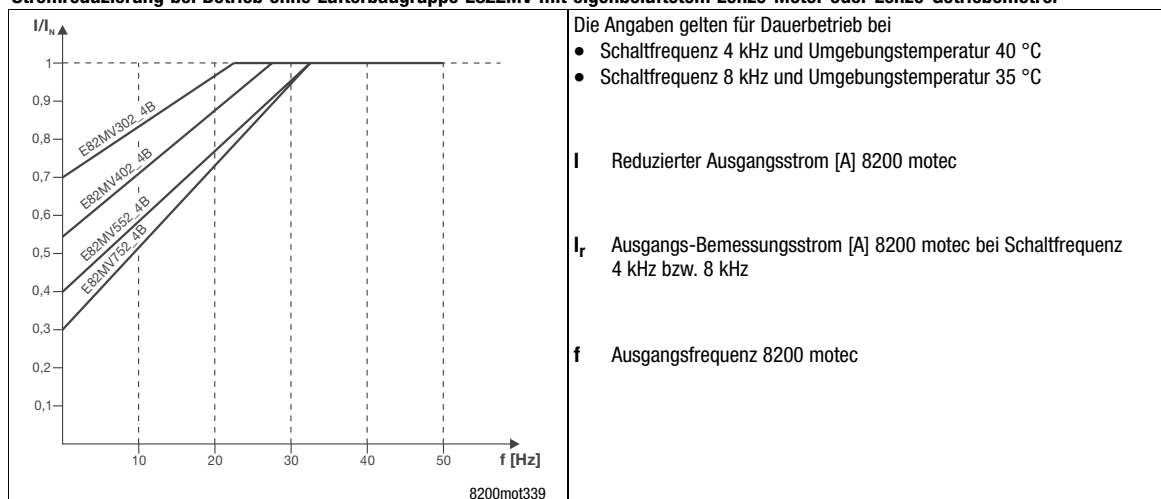 Stromreduzierung bei Betrieb ohne Lüfterbaugruppe E82ZMV mit eigenbelüftetem Lenze-Motor oder Lenze-Getriebemotor
I/I_N
1
0,9
0,8
0,7
0,6
0,5
0,4
0,3
0,2
0,1
E82MV302_4B
E82MV402_4B
E82MV552_4B
E82MV752_4B
10 20 30 40 50 f [Hz]
8200mot339
Die Angaben gelten für Dauerbetrieb bei
● Schaltfrequenz 4 kHz und Umgebungstemperatur 40 °C
● Schaltfrequenz 8 kHz und Umgebungstemperatur 35 °C
I Reduzierter Ausgangsstrom [A] 8200 motec
I_r Ausgangs-Bemessungsstrom [A] 8200 motec bei Schaltfrequenz
4 kHz bzw. 8 kHz
f Ausgangsfrequenz 8200 motec